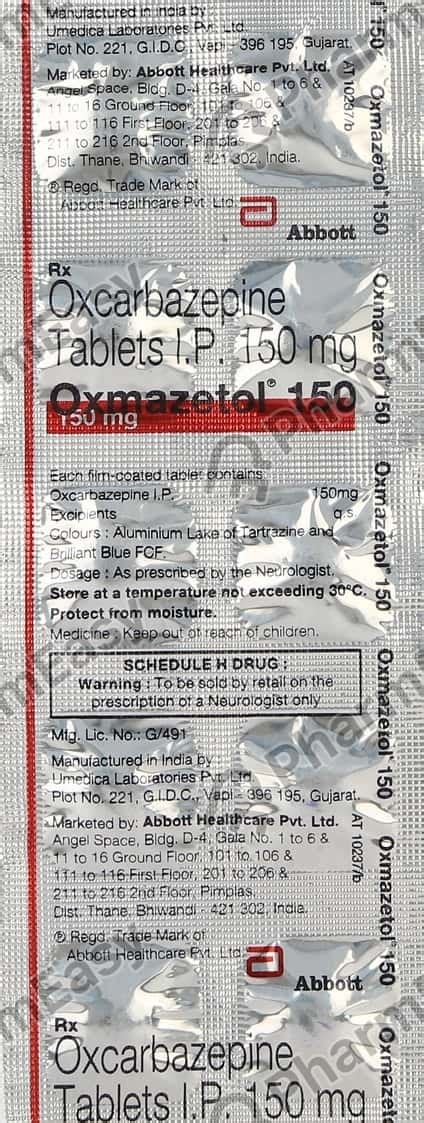 Manufactured in India by
Umedica Laboratories Pvt. Ltd.
Plot No. 221, G.I.D.C., Vapi - 396 195, Gujarat.
Marketed by: Abbott Healthcare Pvt. Ltd.
Angel Space, Bldg. D-4, Gala No. 1 to 6 &
11 to 16 Ground Floor, 101 to 106 &
111 to 116 First Floor, 201 to 206 &
211 to 216 2nd Floor, Pimplas
Dist. Thane, Bhiwandi - 421 302, India.
® Regd. Trade Mark of
Abbott Healthcare Pvt. Ltd.
AT 10237/b
Abbott
Rx
Oxcarbazepine
Tablets I.P. 150 mg
Oxmazetol® 150
150 mg
Each film-coated tablet contains
Oxcarbazepine I.P. 150mg
Excipients q.s.
Colours : Aluminium Lake of Tartrazine and
Brilliant Blue FCF.
Dosage : As prescribed by the Neurologist.
Store at a temperature not exceeding 30°C.
Protect from moisture.
Medicine : Keep out of reach of children.
SCHEDULE H DRUG :
Warning : To be sold by retail on the
prescription of a Neurologist only
Mfg. Lic. No.: G/491
Manufactured in India by
Umedica Laboratories Pvt. Ltd.
Plot No. 221, G.I.D.C., Vapi - 396 195, Gujarat.
Marketed by: Abbott Healthcare Pvt. Ltd.
Angel Space, Bldg. D-4, Gala No. 1 to 6 &
11 to 16 Ground Floor, 101 to 106 &
111 to 116 First Floor, 201 to 206 &
211 to 216 2nd Floor, Pimplas
Dist. Thane, Bhiwandi - 421 302, India.
® Regd. Trade Mark of
Abbott Healthcare Pvt. Ltd.
AT 10237/b
Abbott
Rx
Oxcarbazepine
Tablets I.P. 150 mg
150
Oxmazetol® 150
Oxmazetol® 150
Oxmazetol® 150
Oxmazetol® 150
Oxmazetol® 150
Oxmazeto